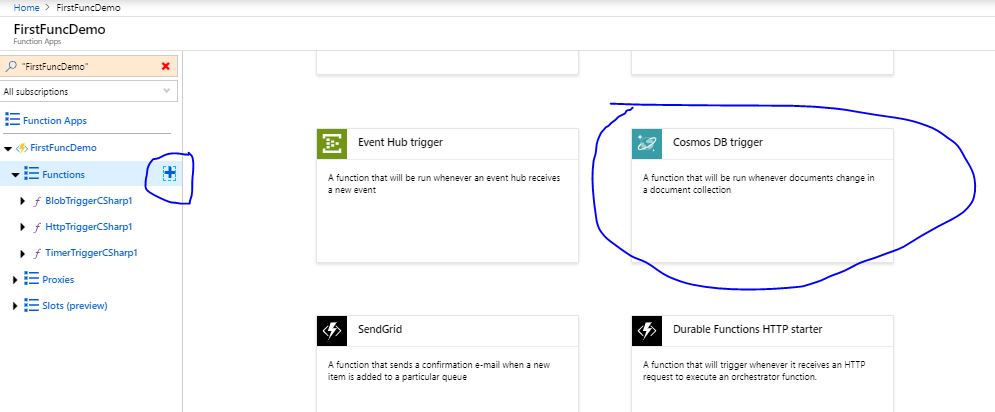 Home > FirstFuncDemo
FirstFuncDemo
Function Apps
"FirstFuncDemo"
All subscriptions
Function Apps
FirstFuncDemo
Functions
BlobTriggerCSharp1
HttpTriggerCSharp1
TimerTriggerCSharp1
Proxies
Slots (preview)
Event Hub trigger
A function that will be run whenever an event hub receives
a new event
Cosmos DB trigger
A function that will be run whenever documents change in
a document collection
SendGrid
A function that sends a confirmation e-mail when a new
item is added to a particular queue
Durable Functions HTTP starter
A function that will trigger whenever it receives an HTTP
request to execute an orchestrator function.